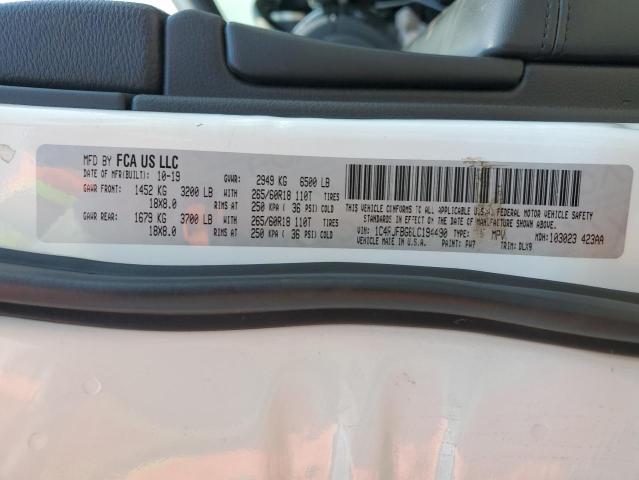 MFD BY FCA US LLC
DATE OF MFR(BUILT): 10-19 GVWR: 2949 KG 6500 LB
GAWR FRONT: 1452 KG 3200 LB WITH 265/60R18 110T TIRES
18X8.0 RIMS AT 250 KPA ( 36 PSI) COLD
GAWR REAR: 1679 KG 3700 LB WITH 265/60R18 110T TIRES
18X8.0 RIMS AT 250 KPA ( 36 PSI) COLD
THIS VEHICLE CONFORMS TO ALL APPLICABLE U.S.A. FEDERAL MOTOR VEHICLE SAFETY
STANDARDS IN EFFECT ON THE DATE OF MANUFACTURE SHOWN ABOVE.
VIN: 1C4RJFBG6LC194490 TYPE: MPV MDH: 103023 423AA
VEHICLE MADE IN U.S.A. PAINT: PW7 TRIM: DLX9